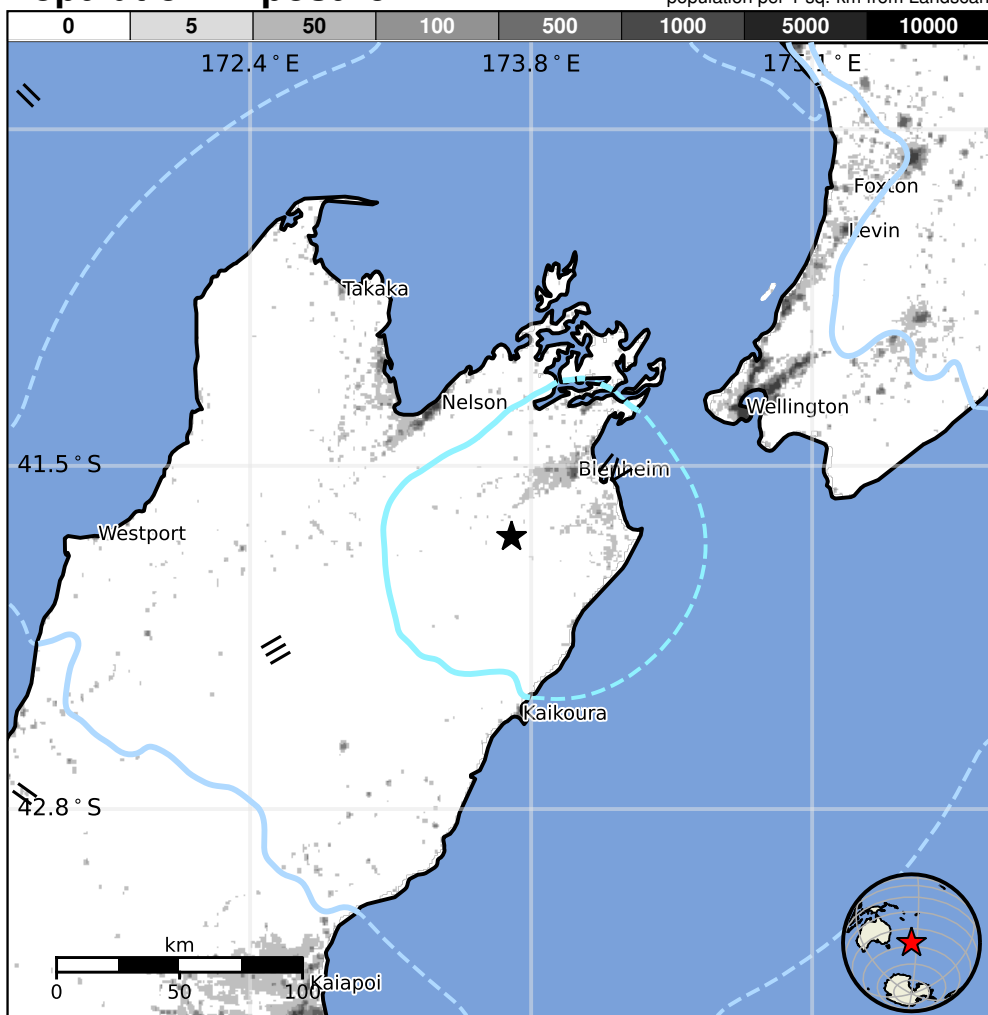 population per 1 sq. km from Landscan
0 5 50 100 500 1000 5000 10000
172.4°E 173.8°E
Foxton
Levin
Takaka
Nelson
Wellington
41.5°S
Blenheim
Westport
Kaikoura
42.8°S
km
Kaiapoi
0 50 100